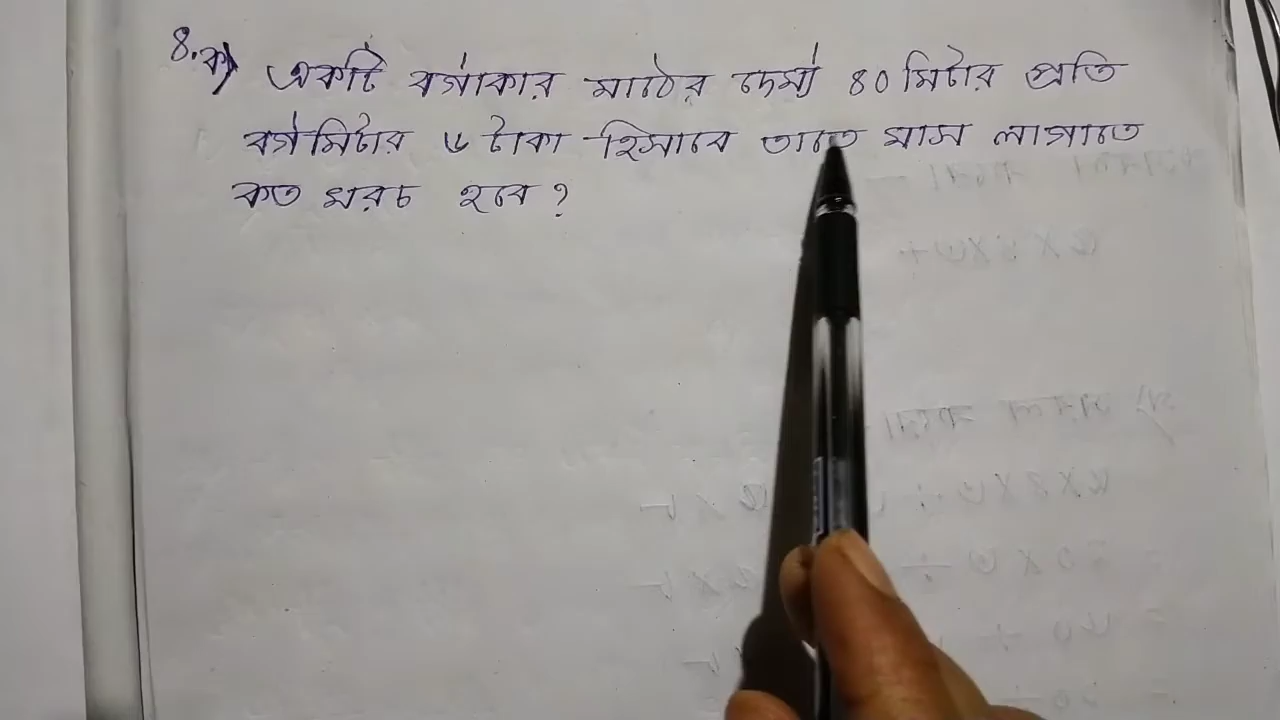 ৪.ক) একটি বর্গাকার মাঠের দৈর্ঘ্য ৪০ মিটার প্রতি
বর্গমিটার ৬ টাকা হিসাবে তাতে ঘাস লাগাতে
কত খরচ হবে?